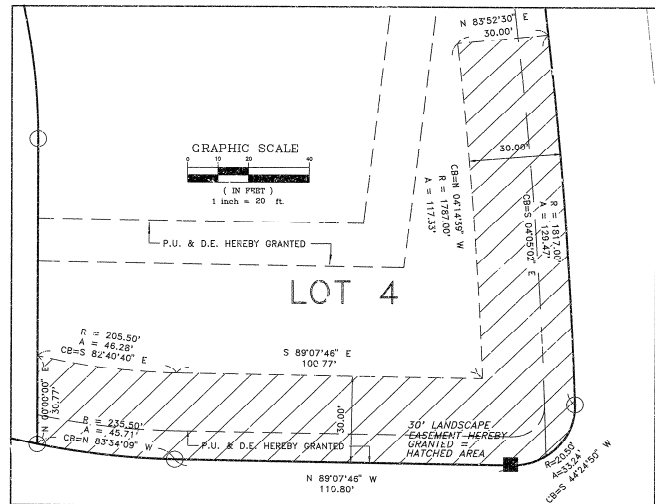 N 83°52'30" E
30.00'
GRAPHIC SCALE
0 10 20 40
( IN FEET )
1 inch = 20 ft.
30.00'
CB=N 04°14'39" W
R = 1787.00'
A = 117.33'
R = 1817.00'
A = 129.47'
CB=S 04°05'02" E
P.U. & D.E. HEREBY GRANTED
LOT 4
R = 205.50'
A = 46.28'
CB=S 82°40'40" E
S 89°07'46" E
100.77'
N 00°00'00" E
30.77'
R = 235.50'
A = 45.71'
CB=N 83°34'09" W
30.00'
P.U. & D.E. HEREBY GRANTED
30' LANDSCAPE
EASEMENT HEREBY
GRANTED =
HATCHED AREA
R=20.50'
A=33.24'
CB=S 44°24'50" W
N 89°07'46" W
110.80'